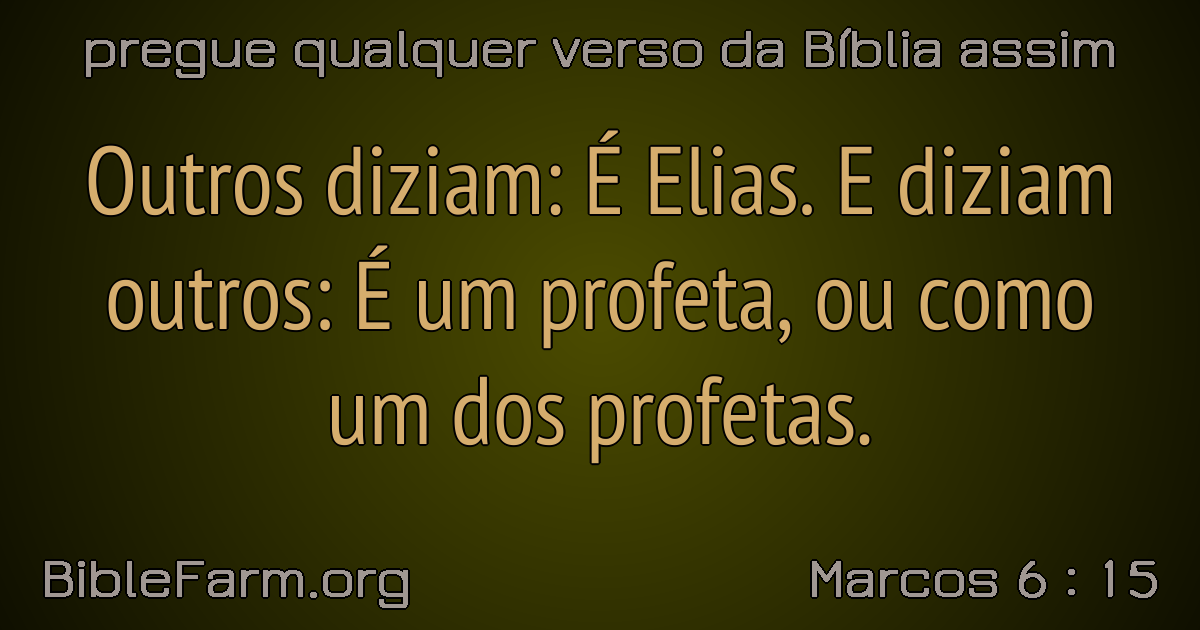 pregue qualquer verso da Bíblia assim
Outros diziam: É Elias. E diziam
outros: É um profeta, ou como
um dos profetas.
BibleFarm.org
Marcos 6 : 15